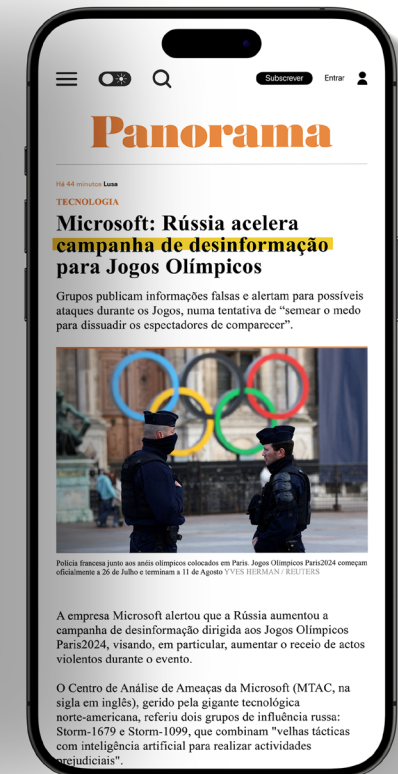 Subscrever
Entrar
Panorama
Há 44 minutos Lusa
TECNOLOGIA
Microsoft: Rússia acelera
campanha de desinformação
para Jogos Olímpicos
Grupos publicam informações falsas e alertam para possíveis
ataques durante os Jogos, numa tentativa de “semear o medo
para dissuadir os espectadores de comparecer”.
Polícia francesa junto aos anéis olímpicos colocados em Paris. Jogos Olímpicos Paris2024 começam
oficialmente a 26 de Julho e terminam a 11 de Agosto YVES HERMAN / REUTERS
A empresa Microsoft alertou que a Rússia aumentou a
campanha de desinformação dirigida aos Jogos Olímpicos
Paris2024, visando, em particular, aumentar o receio de actos
violentos durante o evento.
O Centro de Análise de Ameaças da Microsoft (MTAC, na
sigla em inglês), gerido pela gigante tecnológica
norte-americana, referiu dois grupos de influência russa:
Storm-1679 e Storm-1099, que combinam "velhas tácticas
com inteligência artificial para realizar actividades
prejudiciais".